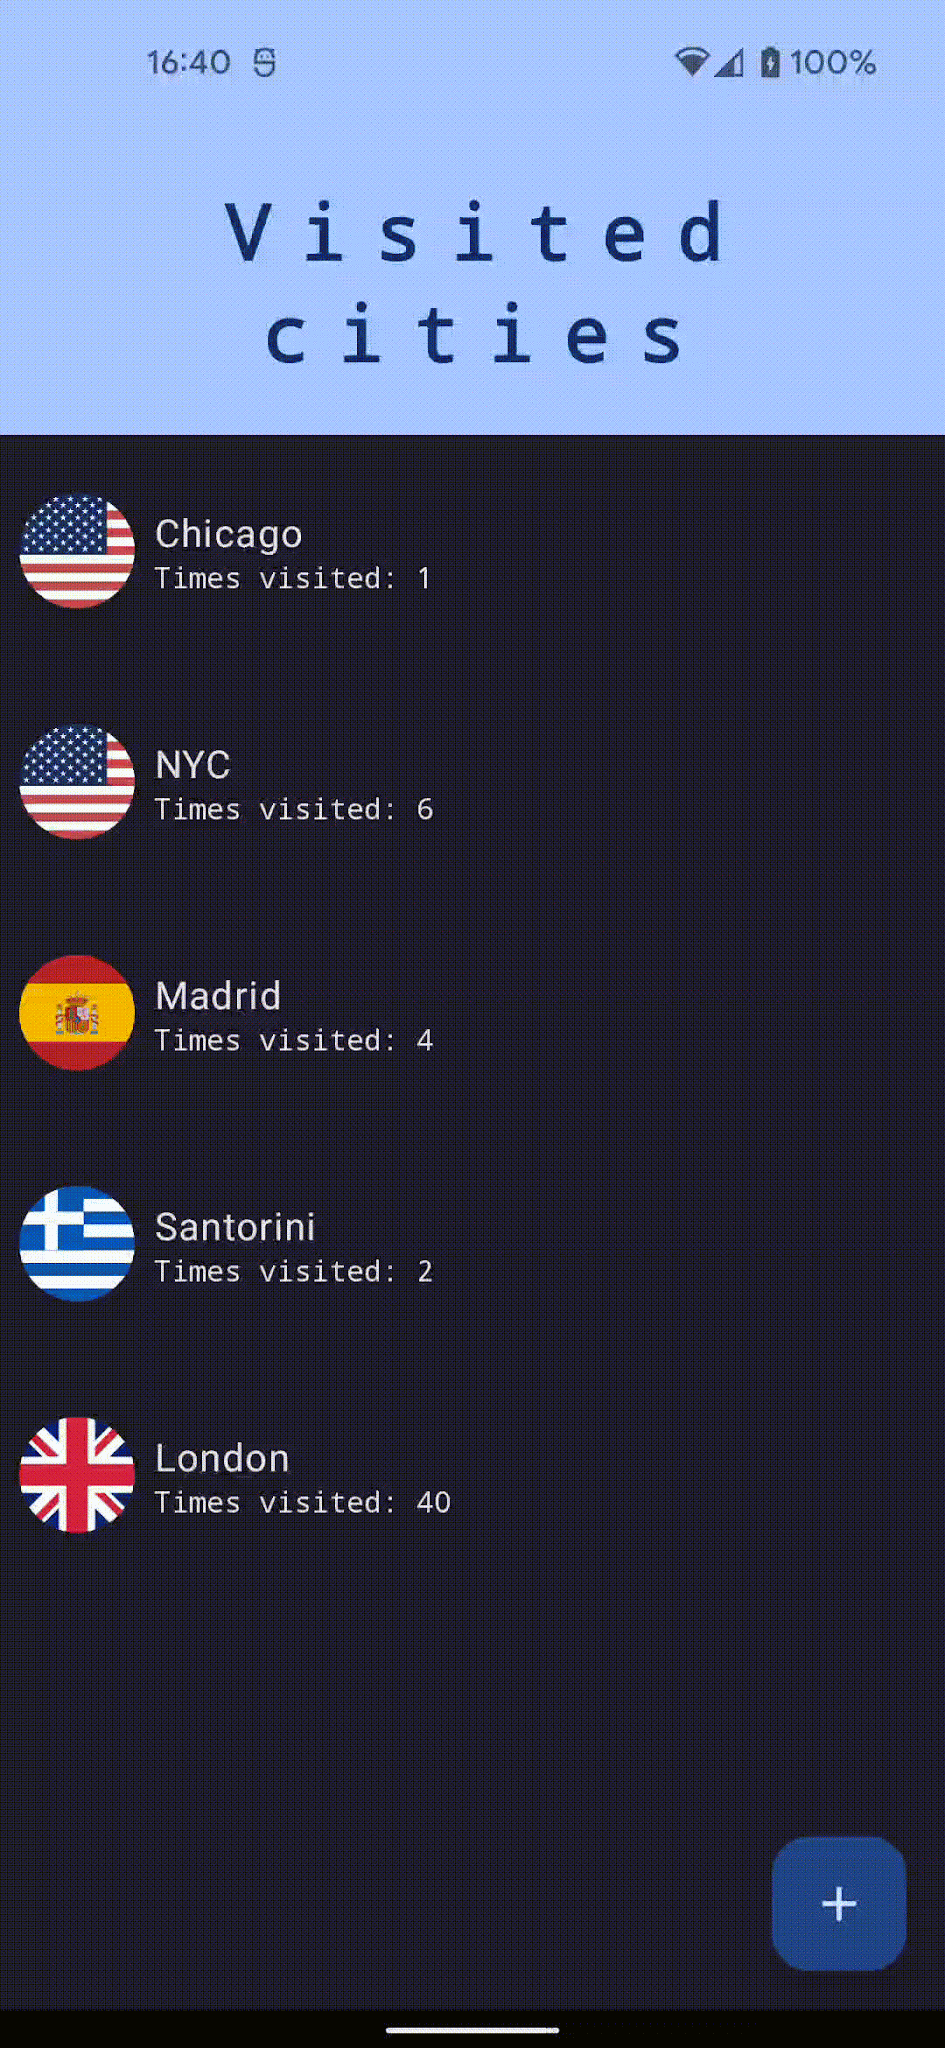 16:40 100%
Visited
cities
Chicago
Times visited: 1
NYC
Times visited: 6
Madrid
Times visited: 4
Santorini
Times visited: 2
London
Times visited: 40
+